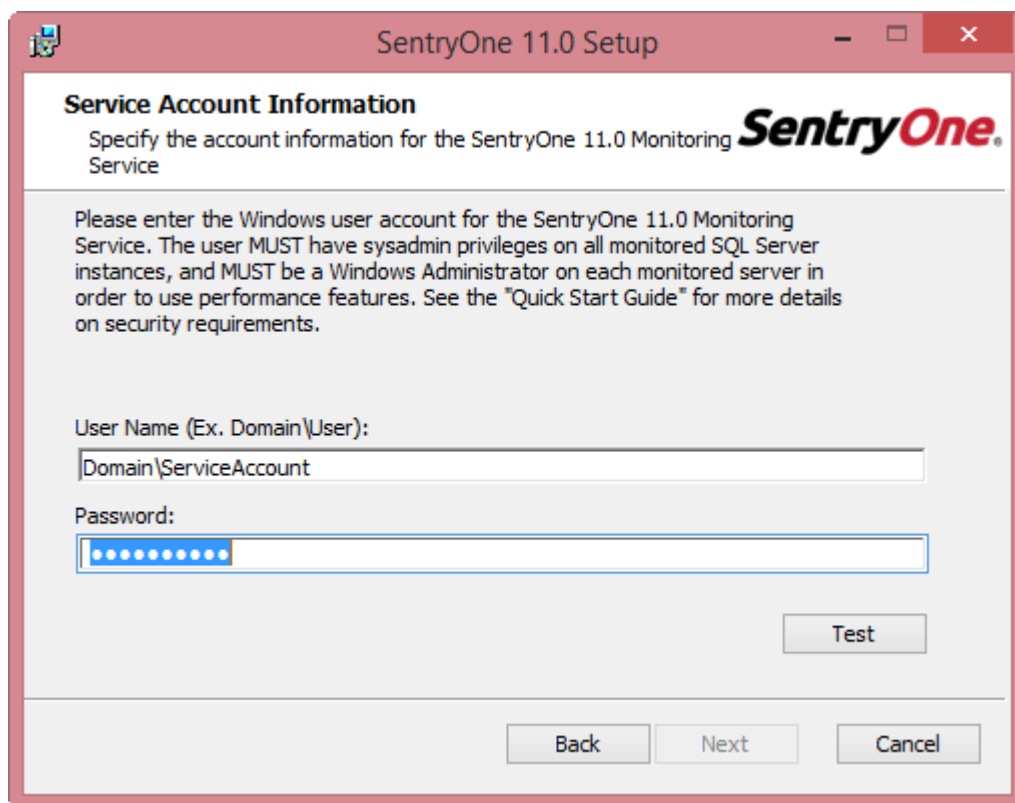 SentryOne 11.0 Setup
Service Account Information
Specify the account information for the SentryOne 11.0 Monitoring
Service
SentryOne®
Please enter the Windows user account for the SentryOne 11.0 Monitoring
Service. The user MUST have sysadmin privileges on all monitored SQL Server
instances, and MUST be a Windows Administrator on each monitored server in
order to use performance features. See the "Quick Start Guide" for more details
on security requirements.
User Name (Ex. Domain\User):
Domain\ServiceAccount
Password:
●●●●●●●●●●
Test
Back
Next
Cancel